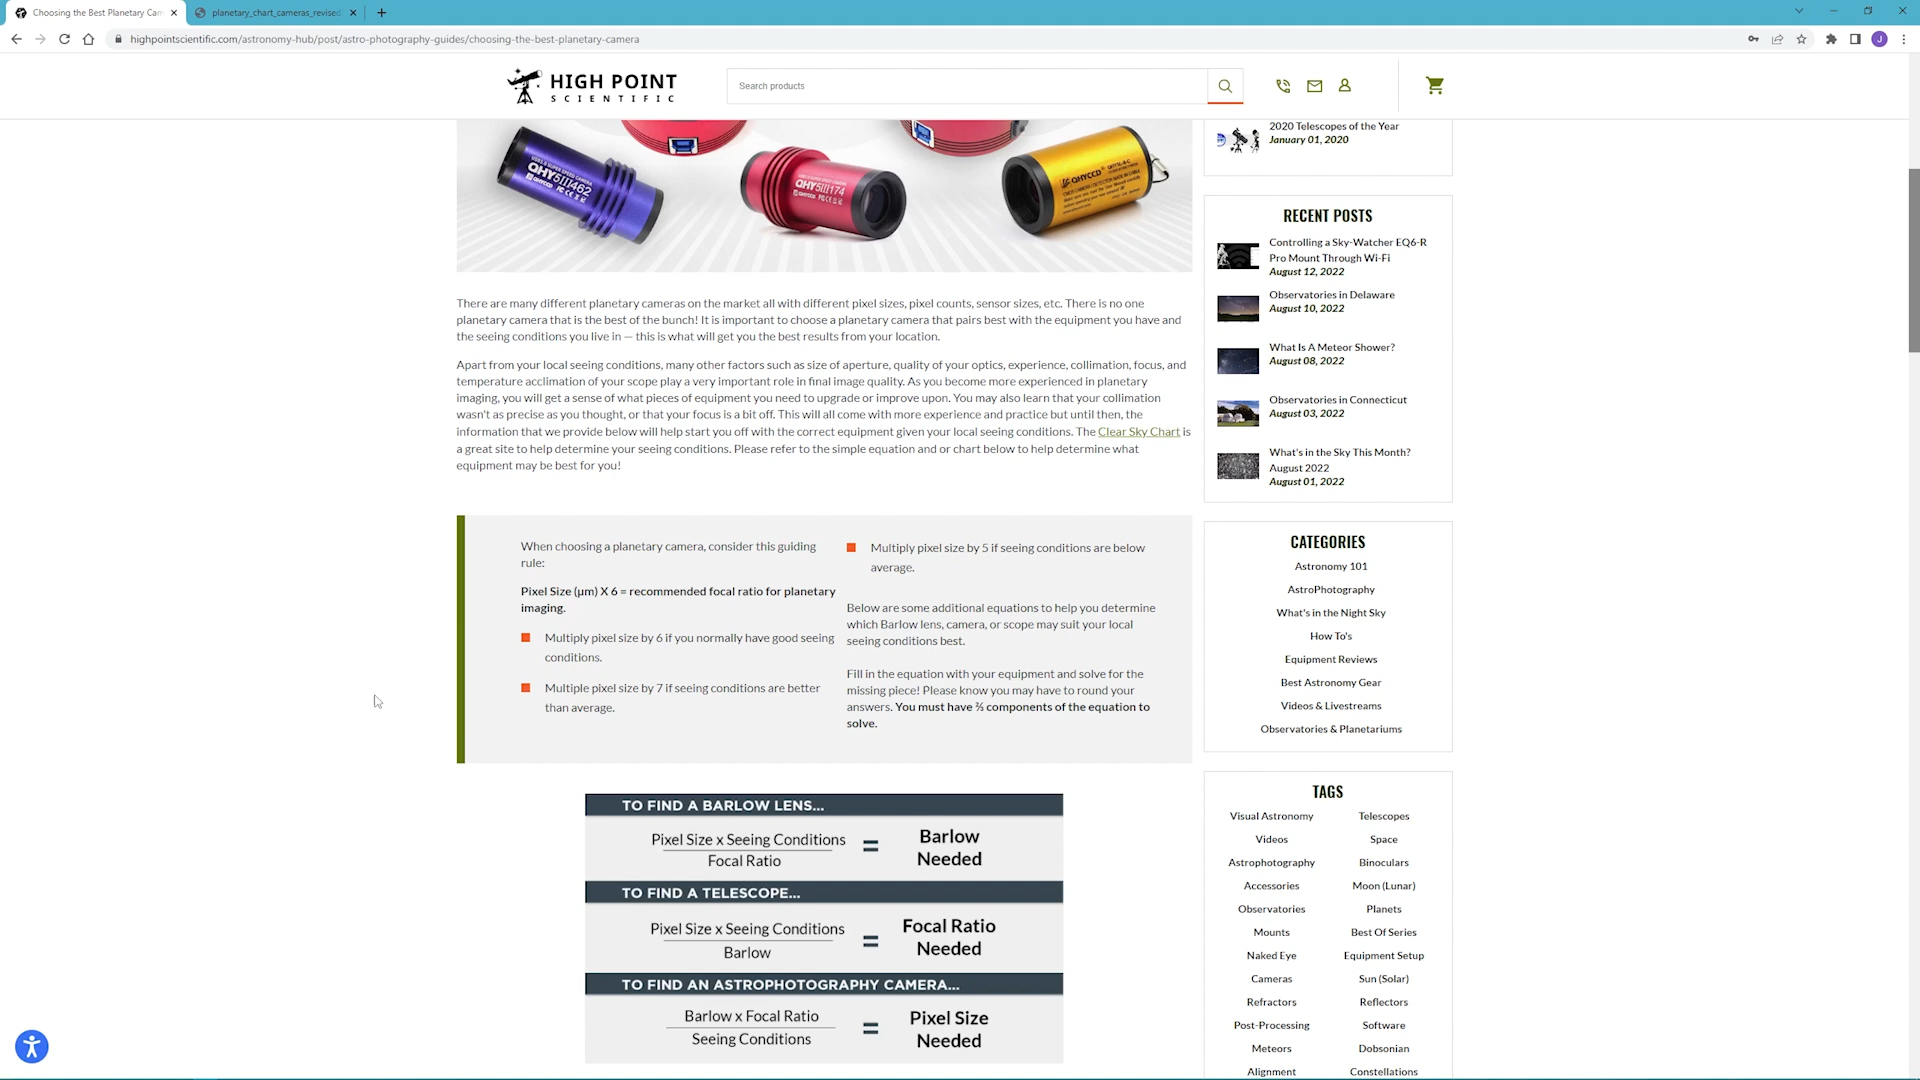 Choosing the Best Planetary Cam
planetary_chart_cameras_revised
highpointscientific.com/astronomy-hub/post/astro-photography-guides/choosing-the-best-planetary-camera
J
HIGH POINT
SCIENTIFIC
Search products
QHY5III462
QHY5III174
QHYCCD
There are many different planetary cameras on the market all with different pixel sizes, pixel counts, sensor sizes, etc. There is no one
planetary camera that is the best of the bunch! It is important to choose a planetary camera that pairs best with the equipment you have and
the seeing conditions you live in — this is what will get you the best results from your location.
Apart from your local seeing conditions, many other factors such as size of aperture, quality of your optics, experience, collimation, focus, and
temperature acclimation of your scope play a very important role in final image quality. As you become more experienced in planetary
imaging, you will get a sense of what pieces of equipment you need to upgrade or improve upon. You may also learn that your collimation
wasn't as precise as you thought, or that your focus is a bit off. This will all come with more experience and practice but until then, the
information that we provide below will help start you off with the correct equipment given your local seeing conditions. The Clear Sky Chart is
a great site to help determine your seeing conditions. Please refer to the simple equation and or chart below to help determine what
equipment may be best for you!
When choosing a planetary camera, consider this guiding
rule:
Pixel Size (µm) X 6 = recommended focal ratio for planetary
imaging.
Multiply pixel size by 6 if you normally have good seeing
conditions.
Multiple pixel size by 7 if seeing conditions are better
than average.
Multiply pixel size by 5 if seeing conditions are below
average.
Below are some additional equations to help you determine
which Barlow lens, camera, or scope may suit your local
seeing conditions best.
Fill in the equation with your equipment and solve for the
missing piece! Please know you may have to round your
answers. You must have ⅔ components of the equation to
solve.
TO FIND A BARLOW LENS...
Pixel Size x Seeing Conditions
Focal Ratio
=
Barlow
Needed
TO FIND A TELESCOPE...
Pixel Size x Seeing Conditions
Barlow
=
Focal Ratio
Needed
TO FIND AN ASTROPHOTOGRAPHY CAMERA...
Barlow x Focal Ratio
Seeing Conditions
=
Pixel Size
Needed
2020 Telescopes of the Year
January 01, 2020
RECENT POSTS
Controlling a Sky-Watcher EQ6-R
Pro Mount Through Wi-Fi
August 12, 2022
Observatories in Delaware
August 10, 2022
What Is A Meteor Shower?
August 08, 2022
Observatories in Connecticut
August 03, 2022
What's in the Sky This Month?
August 2022
August 01, 2022
CATEGORIES
Astronomy 101
AstroPhotography
What's in the Night Sky
How To's
Equipment Reviews
Best Astronomy Gear
Videos & Livestreams
Observatories & Planetariums
TAGS
Visual Astronomy Telescopes
Videos Space
Astrophotography Binoculars
Accessories Moon (Lunar)
Observatories Planets
Mounts Best Of Series
Naked Eye Equipment Setup
Cameras Sun (Solar)
Refractors Reflectors
Post-Processing Software
Meteors Dobsonian
Alignment Constellations